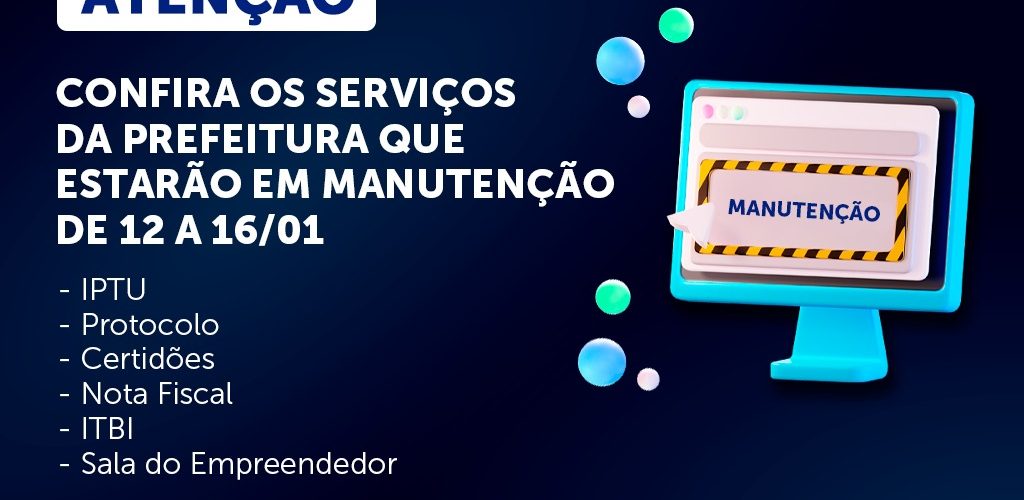 ATENÇÃO
CONFIRA OS SERVIÇOS
DA PREFEITURA QUE
ESTARÃO EM MANUTENÇÃO
DE 12 A 16/01
- IPTU
- Protocolo
- Certidões
- Nota Fiscal
- ITBI
- Sala do Empreendedor
MANUTENÇÃO